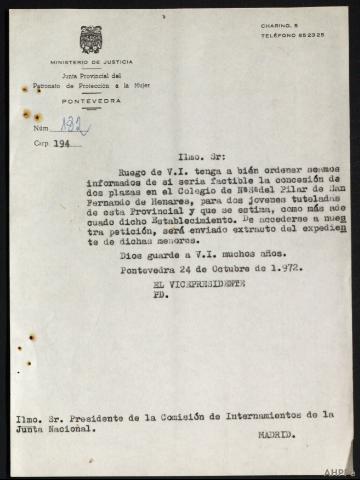 CHARINO, 8
TELÉFONO 852325
MINISTERIO DE JUSTICIA
Junta Provincial del
Patronato de Protección a la Mujer
PONTEVEDRA
Núm. 192
Carp. 194
Ilmo. Sr:
Ruego de V.I. tenga a bién ordenar seamos
informados de si seria factible la concesión de
dos plazas en el Colegio de NªSªdel Pilar de San
Fernando de Henares, para dos jovenes tuteladas
de esta Provincial y que se estima, como más ade
cuado dicho Establecimiento. De accederse a nues
tra petición, será enviado extracto del expedien
te de dichas menores.
Dios guarde a V.I. muchos años.
Pontevedra 24 de Octubre de 1.972.
EL VICEPRESIDENTE
PD.
Ilmo. Sr. Presidente de la Comisión de Internamientos de la
Junta Nacional.
MADRID.